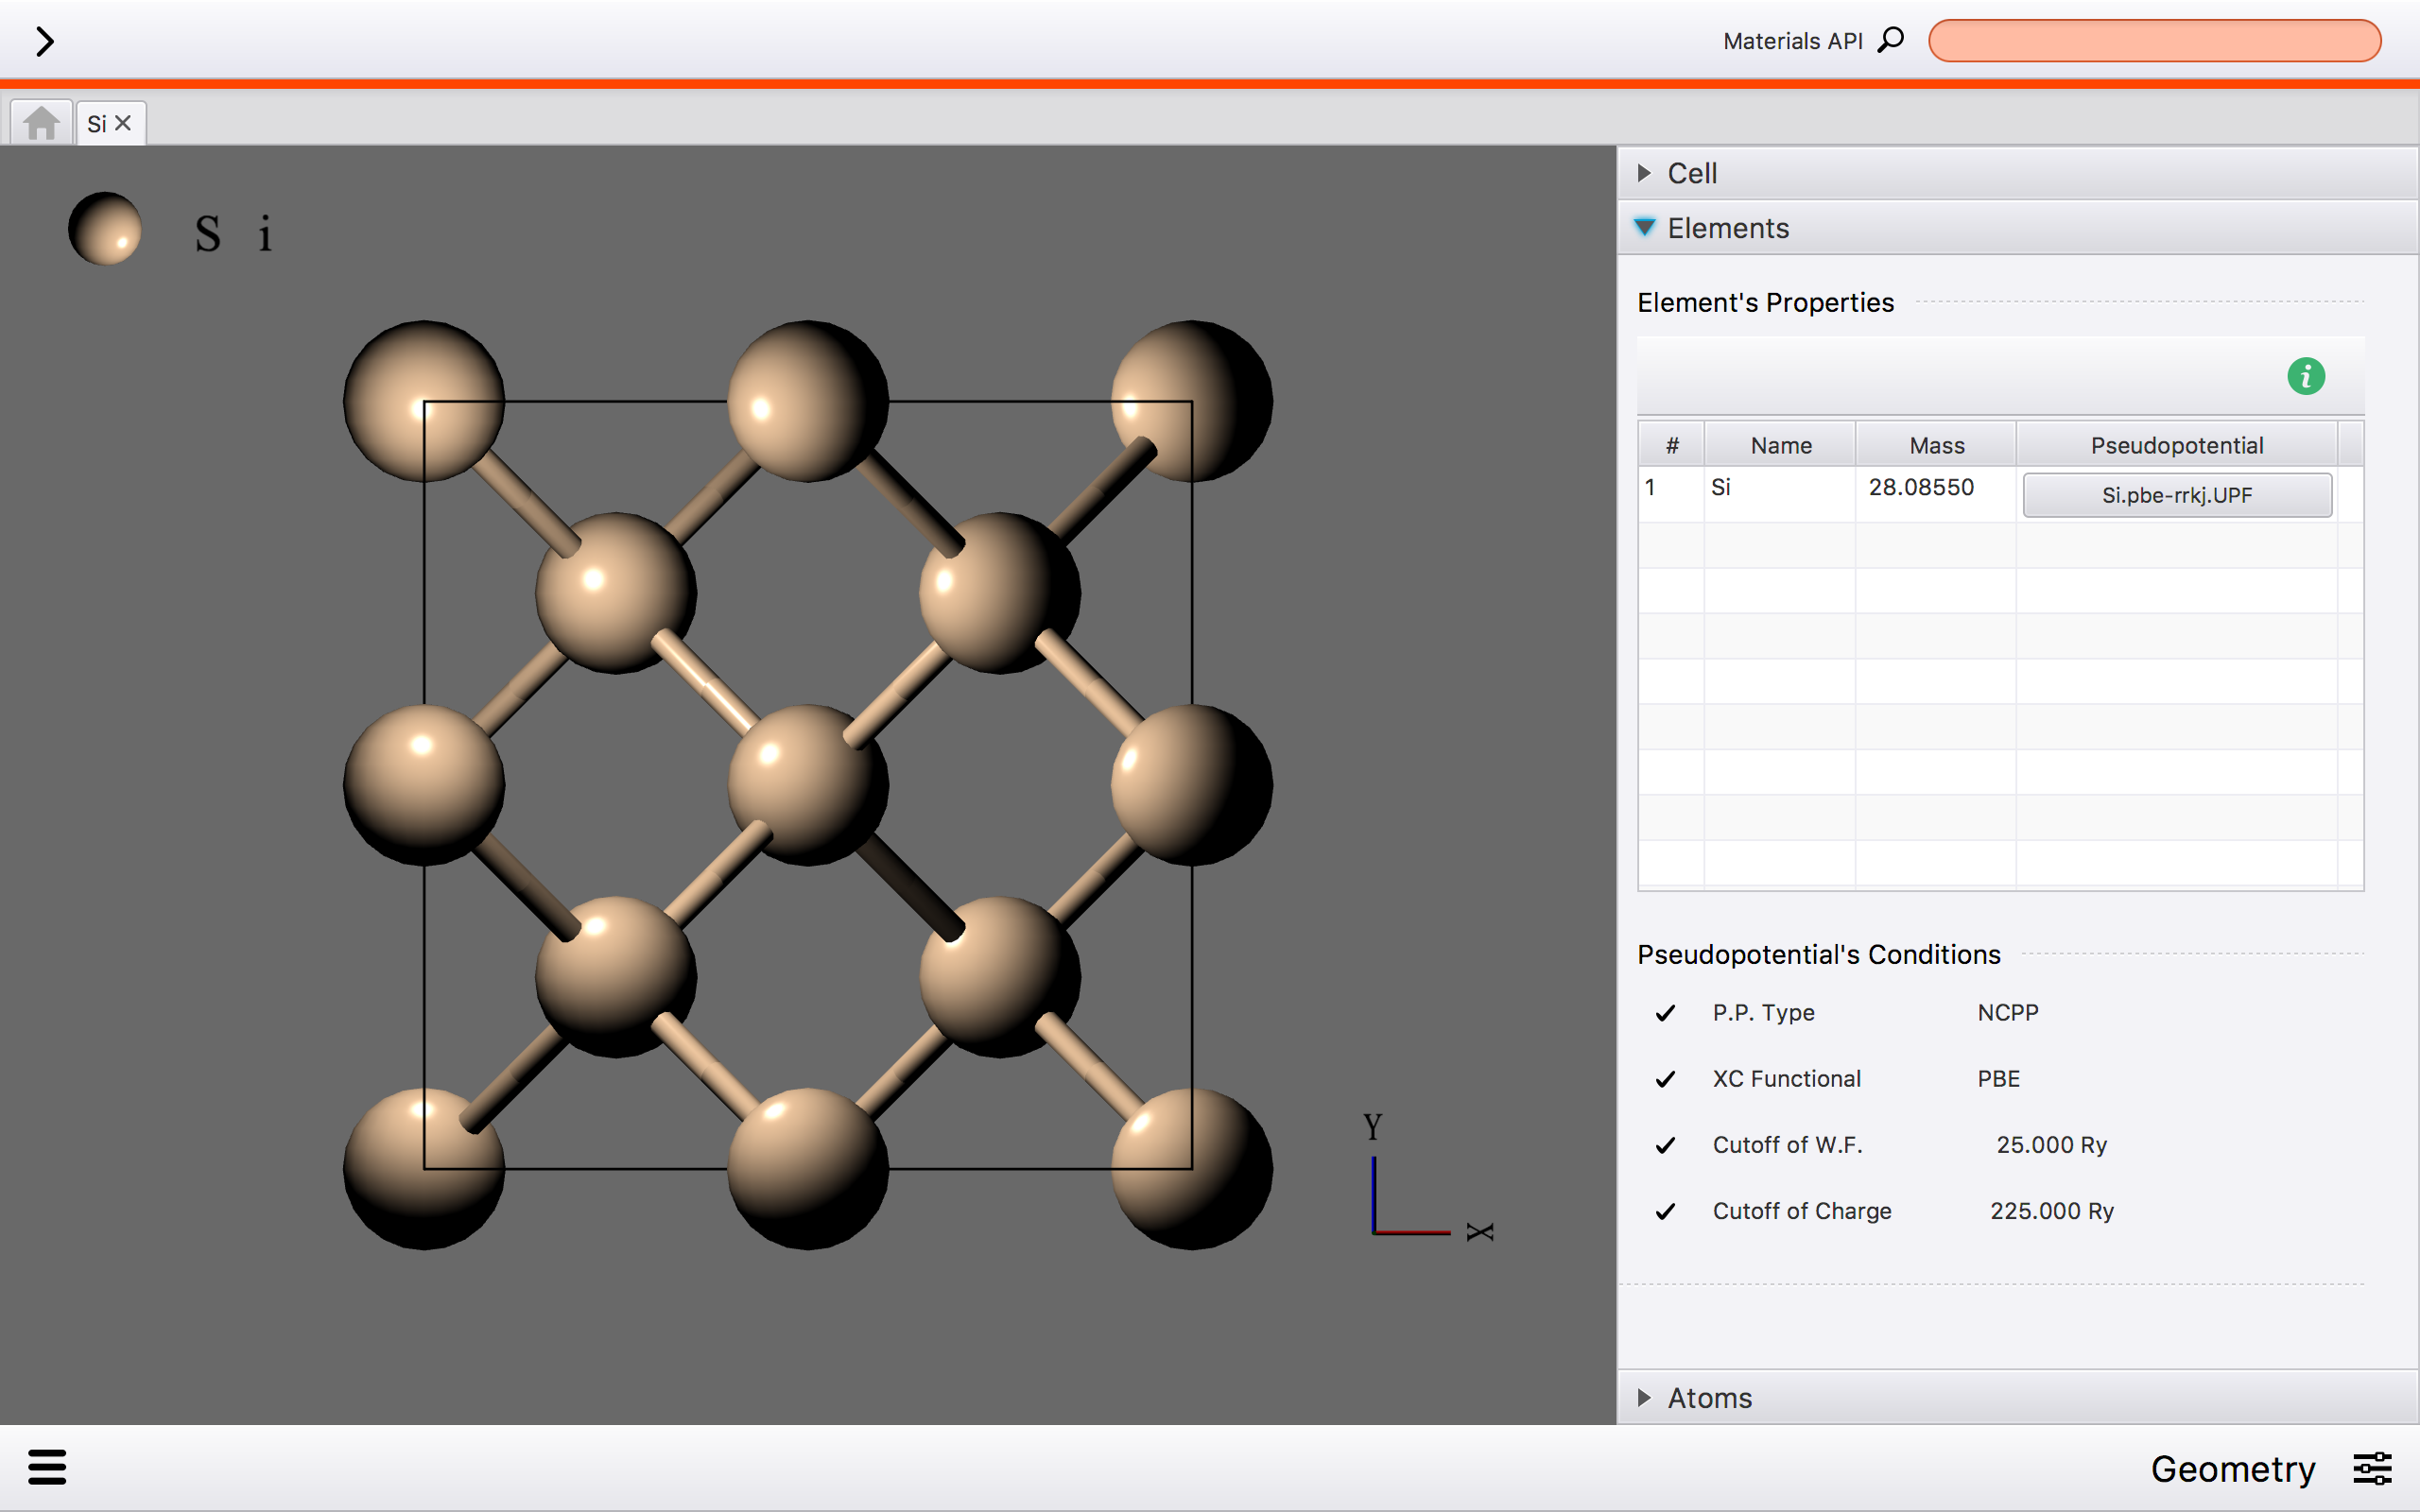 Materials API
Si
S i
Cell
Elements
Element's Properties
# Name Mass Pseudopotential
1 Si 28.08550 Si.pbe-rrkj.UPF
Pseudopotential's Conditions
P.P. Type NCPP
XC Functional PBE
Cutoff of W.F. 25.000 Ry
Cutoff of Charge 225.000 Ry
Y
X
Atoms
Geometry